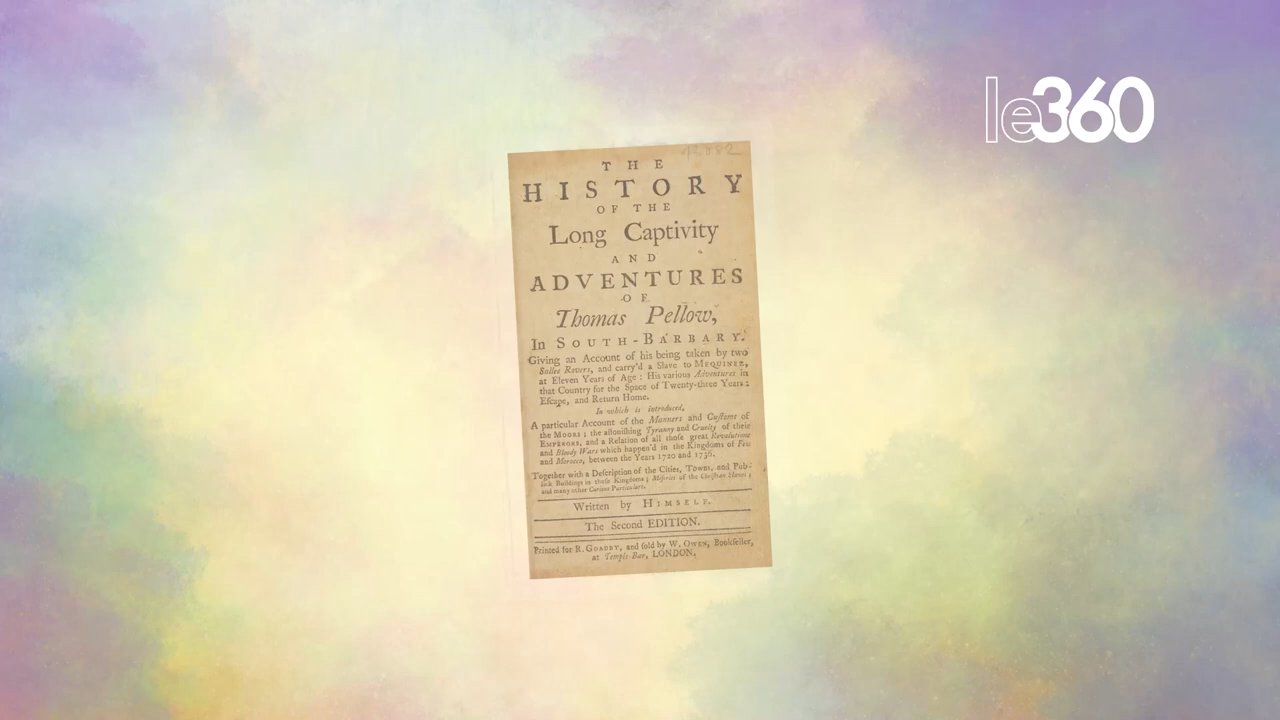 le360
THE
HISTORY
OF THE
Long Captivity
AND
ADVENTURES
OF
Thomas Pellow,
In SOUTH-BARBARY.
Giving an Account of his being taken by two
Sallee Rovers, and carry'd a Slave to MEQUINEZ,
at Eleven Years of Age: His various Adventures in
that Country for the Space of Twenty-three Years:
Escape, and Return Home.
In which is introduced,
A particular Account of the Manners and Customs of
the MOORS; the astonishing Tyranny and Cruelty of their
EMPERORS, and a Relation of all those great Revolutions
and Bloody Wars which happen'd in the Kingdoms of Fez
and Morocco, between the Years 1720 and 1736.
Together with a Description of the Cities, Towns, and Pub-
lick Buildings in those Kingdoms; Miseries of the Christian Slaves;
and many other Curious Particulars.
Written by HIMSELF.
The Second EDITION.
Printed for R. GOADBY, and sold by W. OWEN, Bookseller,
at Temple-Bar, LONDON.